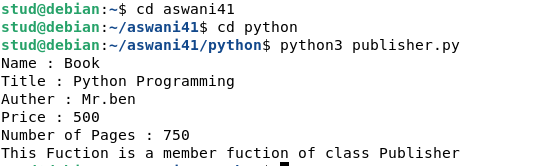 stud@debian:~$ cd aswani41
stud@debian:~/aswani41$ cd python
stud@debian:~/aswani41/python$ python3 publisher.py
Name : Book
Title : Python Programming
Auther : Mr.ben
Price : 500
Number of Pages : 750
This Fuction is a member fuction of class Publisher